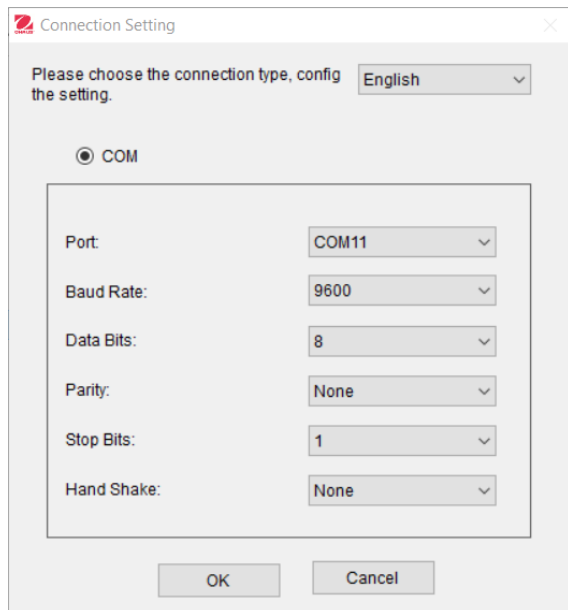 Connection Setting
Please choose the connection type, config
the setting.
English
COM
Port:
COM11
Baud Rate:
9600
Data Bits:
8
Parity:
None
Stop Bits:
1
Hand Shake:
None
OK
Cancel